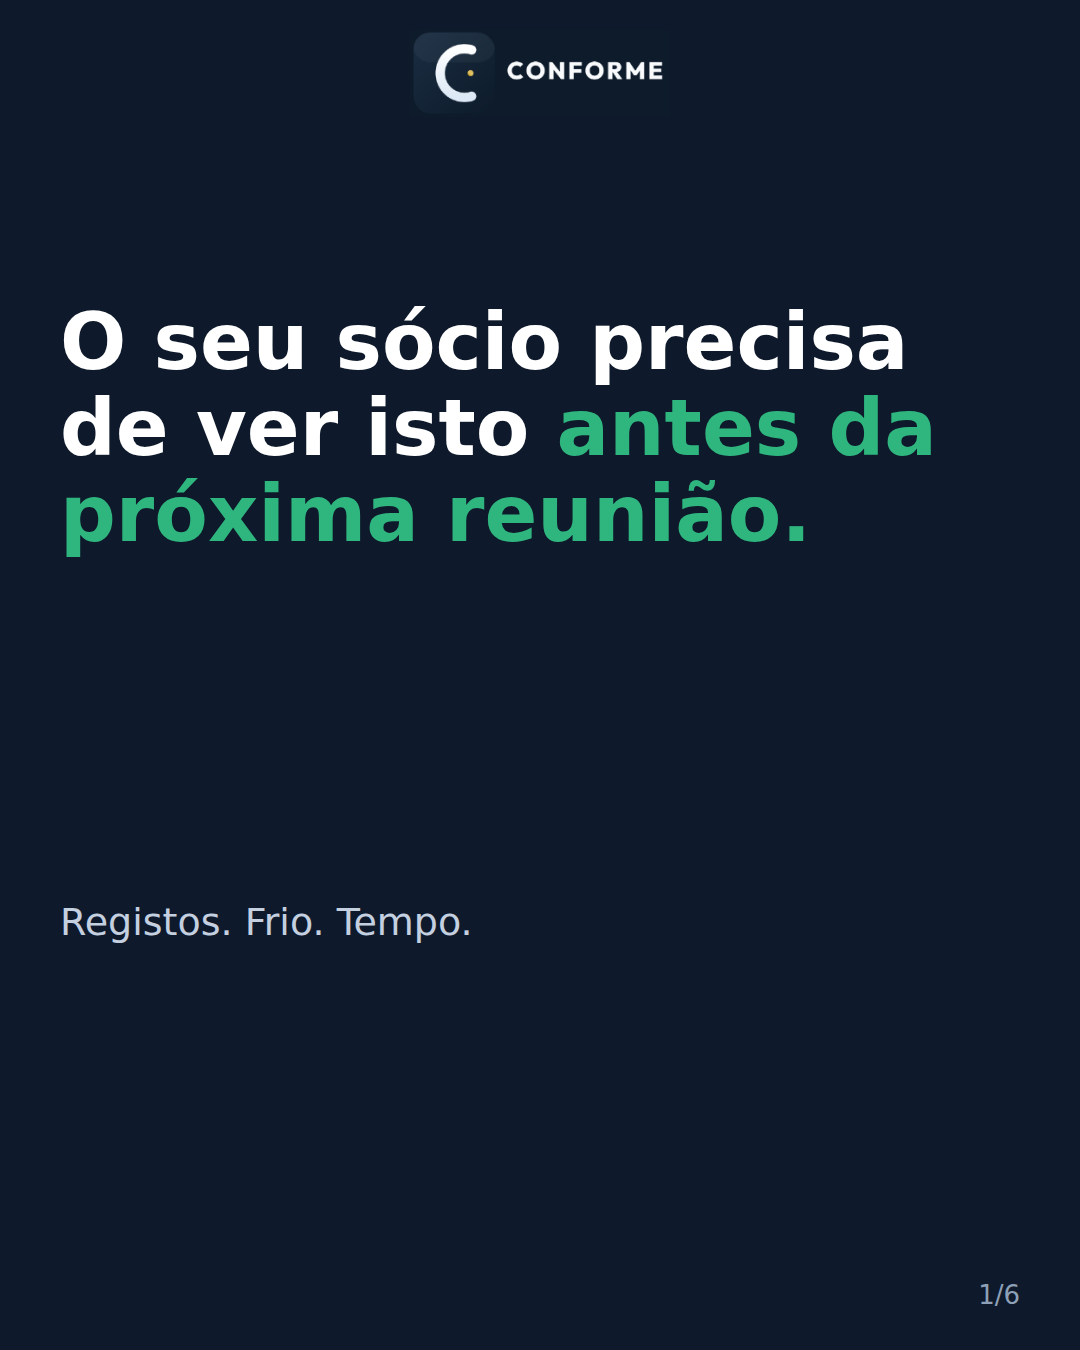 CONFORME
O seu sócio precisa
de ver isto antes da
próxima reunião.
Registos. Frio. Tempo.
1/6